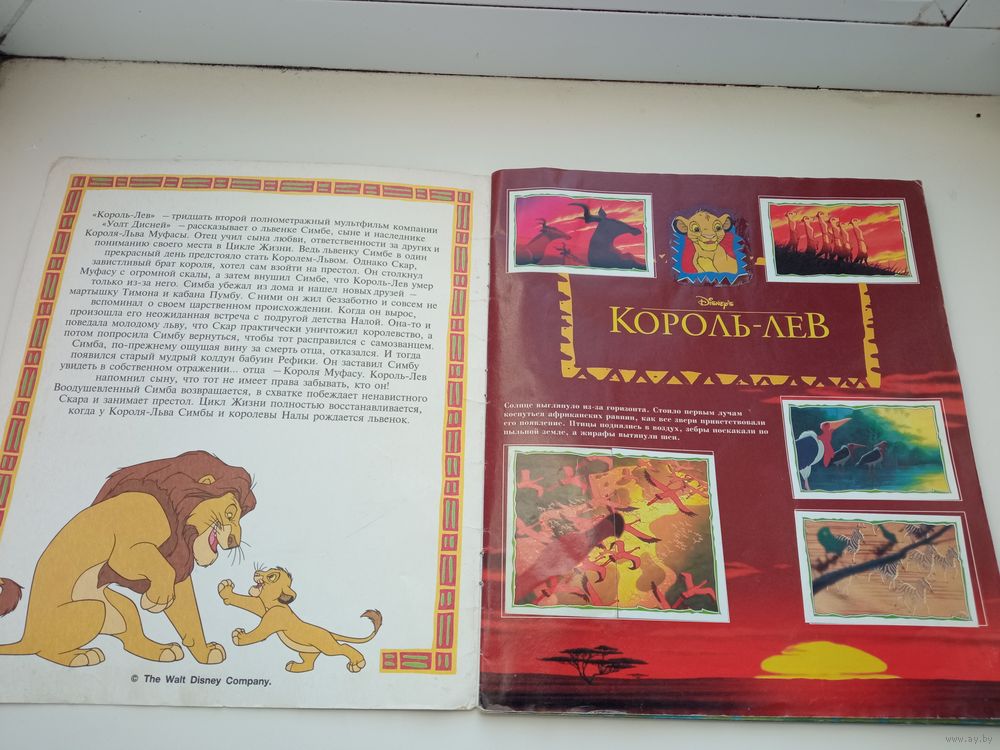 «Король-Лев» — тридцать второй полнометражный мультфильм компании
«Уолт Дисней» — рассказывает о львенке Симбе, сыне и наследнике
Короля-Льва Муфасы. Отец учил сына любви, ответственности за других и
пониманию своего места в Цикле Жизни. Ведь львенку Симбе в один
прекрасный день предстояло стать Королем-Львом. Однако Скар,
завистливый брат короля, хотел сам взойти на престол. Он столкнул
Муфасу с огромной скалы, а затем внушил Симбе, что Король-Лев умер
только из-за него. Симба убежал из дома и нашел новых друзей —
мартышку Тимона и кабана Пумбу. С ними он жил беззаботно и совсем не
вспоминал о своем царственном происхождении. Когда он вырос,
произошла его неожиданная встреча с подругой детства Налой. Она-то и
поведала молодому льву, что Скар практически уничтожил королевство, а
потом попросила Симбу вернуться, чтобы тот расправился с самозванцем.
Симба, по-прежнему ощущая вину за смерть отца, отказался. И тогда
появился старый мудрый колдун бабуин Рефики. Он заставил Симбу
увидеть в собственном отражении... отца — Короля Муфасу. Король-Лев
напомнил сыну, что тот не имеет права забывать, кто он!
Воодушевленный Симба возвращается, в схватке побеждает ненавистного
Скара и занимает престол. Цикл Жизни полностью восстанавливается,
когда у Короля-Льва Симбы и королевы Налы рождается львенок.
© The Walt Disney Company.
Disney's
КОРОЛЬ-ЛЕВ
Солнце выглянуло из-за горизонта. Стоило первым лучам
коснуться африканских равнин, как все звери приветствовали
его появление. Птицы поднялись в воздух, зебры поскакали по
пыльной земле, а жирафы вытянули шеи.
www.ay.by